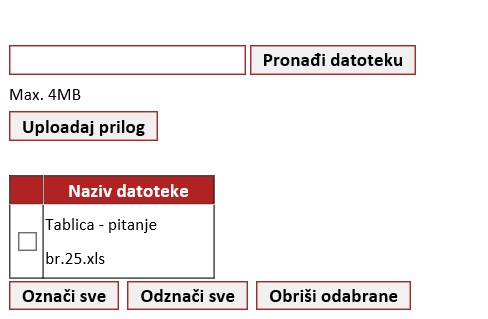 Pronađi datoteku
Max. 4MB
Uploadaj prilog
Naziv datoteke
Tablica - pitanje
br.25.xls
Označi sve Odznači sve Obriši odabrane